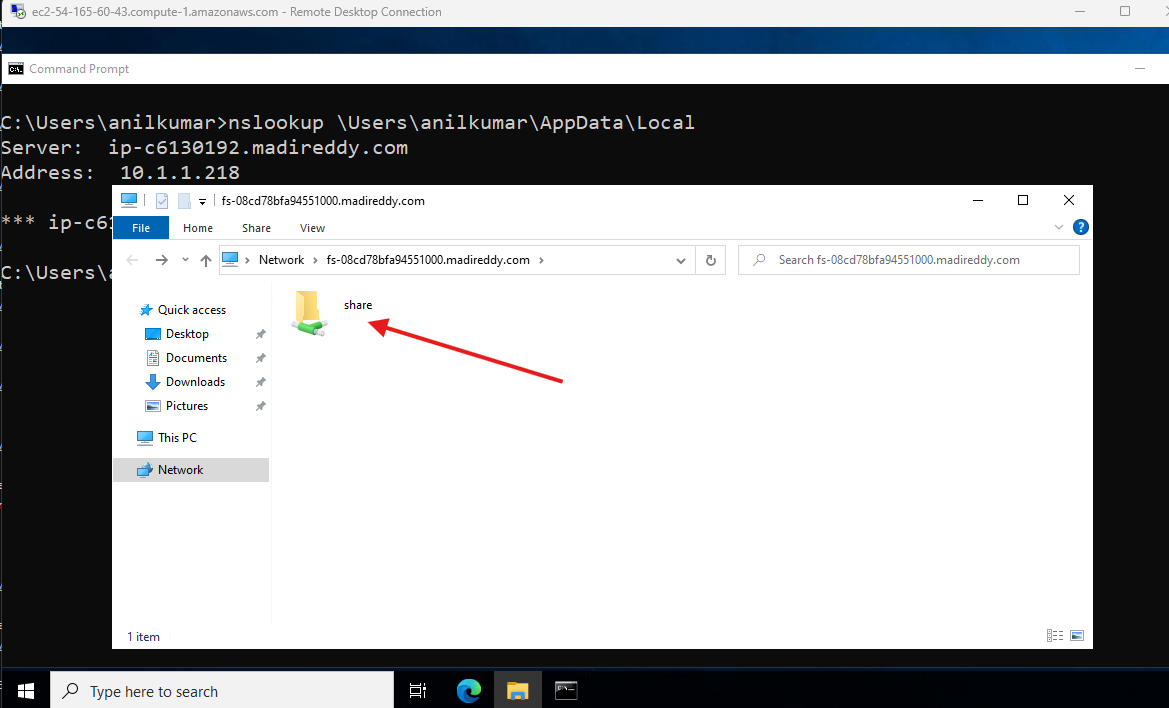 ec2-54-165-60-43.compute-1.amazonaws.com - Remote Desktop Connection
Command Prompt
C:\Users\anilkumar>nslookup \Users\anilkumar\AppData\Local
Server:  ip-c6130192.madireddy.com
Address:  10.1.1.218
fs-08cd78bfa94551000.madireddy.com
*** ip-c61
File Home Share View
C:\Users\a
Network fs-08cd78bfa94551000.madireddy.com
Search fs-08cd78bfa94551000.madireddy.com
share
Quick access
Desktop
Documents
Downloads
Pictures
This PC
Network
1 item
Type here to search